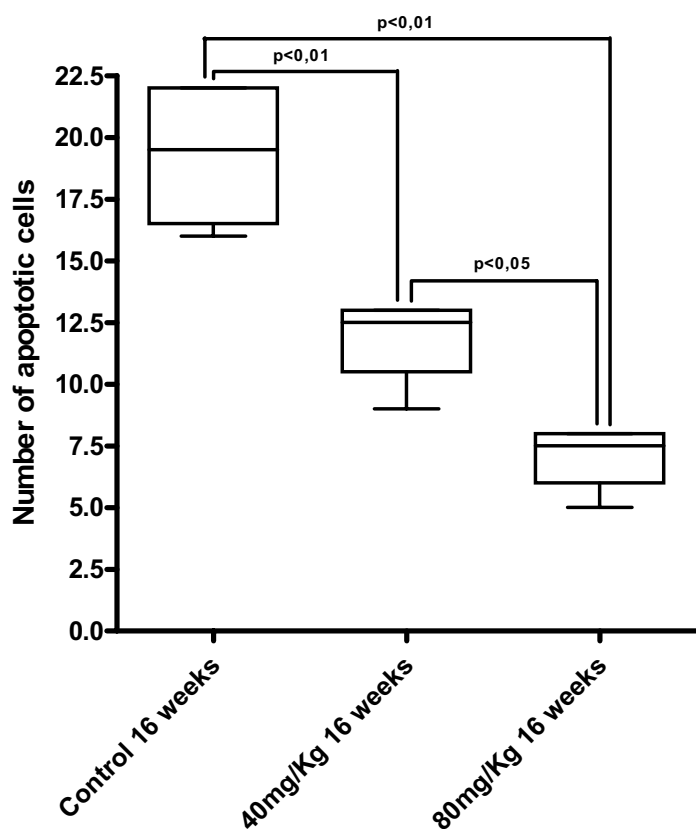 p<0,01
p<0,01
22.5
20.0
17.5
15.0
p<0,05
12.5
10.0
7.5
5.0
2.5
0.0
Number of apoptotic cells
Control 16 weeks
40mg/Kg 16 weeks
80mg/Kg 16 weeks